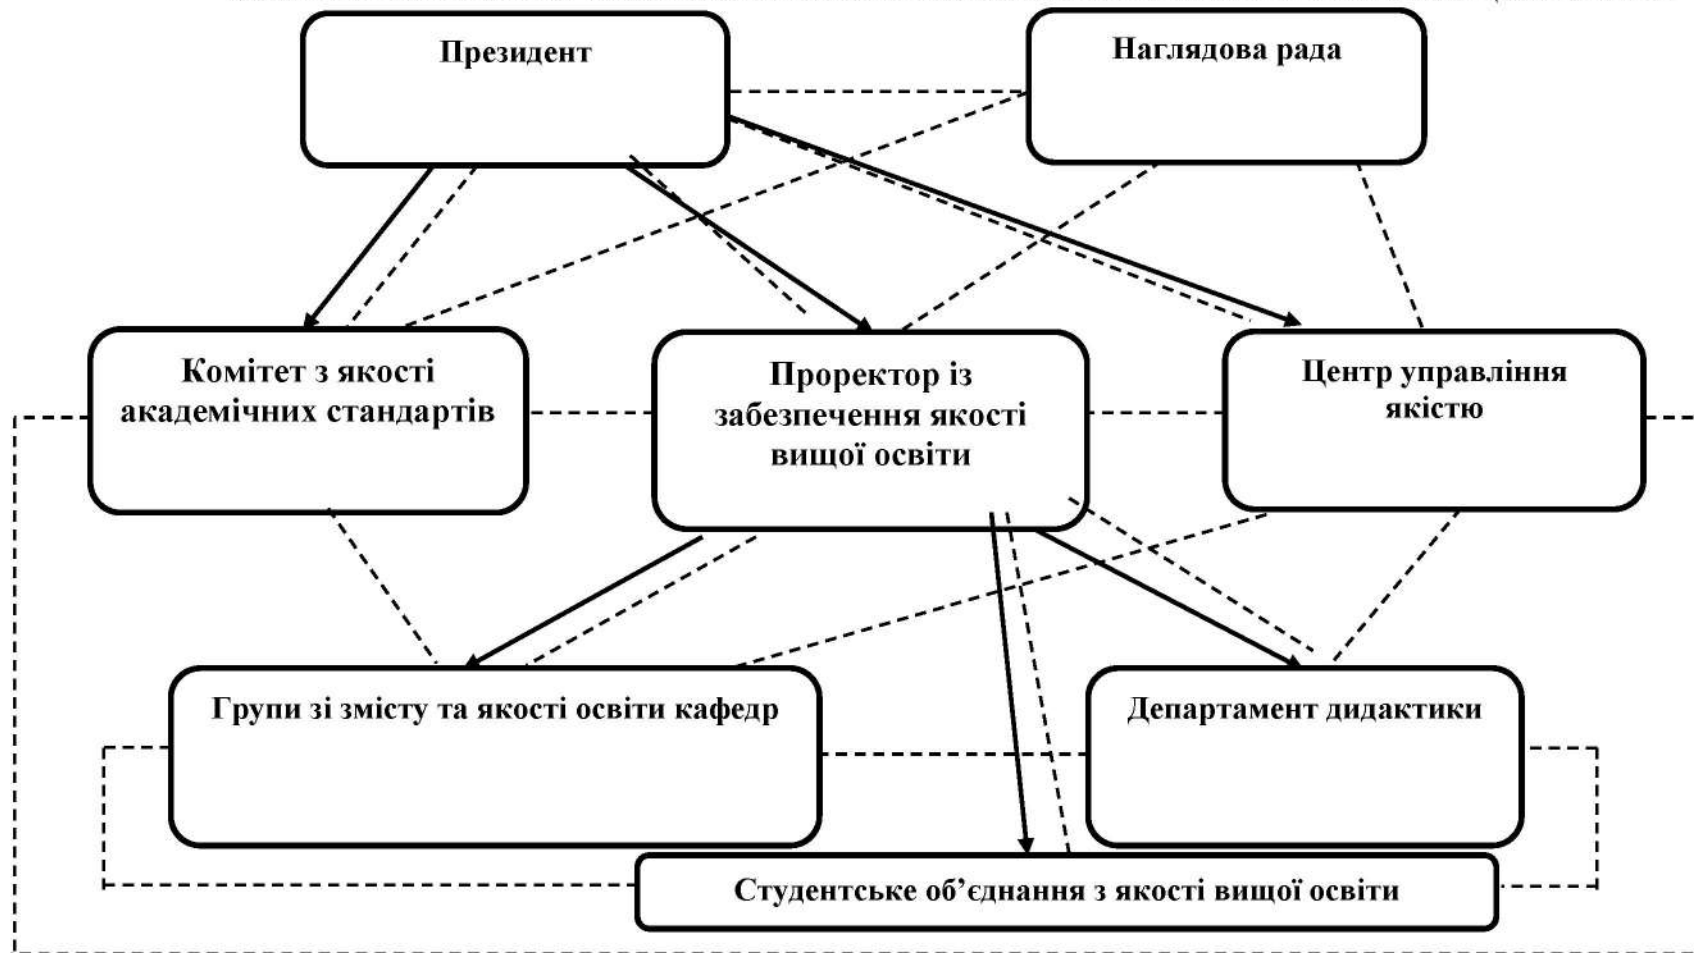 Президент
Наглядова рада
Комітет з якості
академічних стандартів
Проректор із
забезпечення якості
вищої освіти
Центр управління
якістю
Групи зі змісту та якості освіти кафедр
Департамент дидактики
Студентське об’єднання з якості вищої освіти